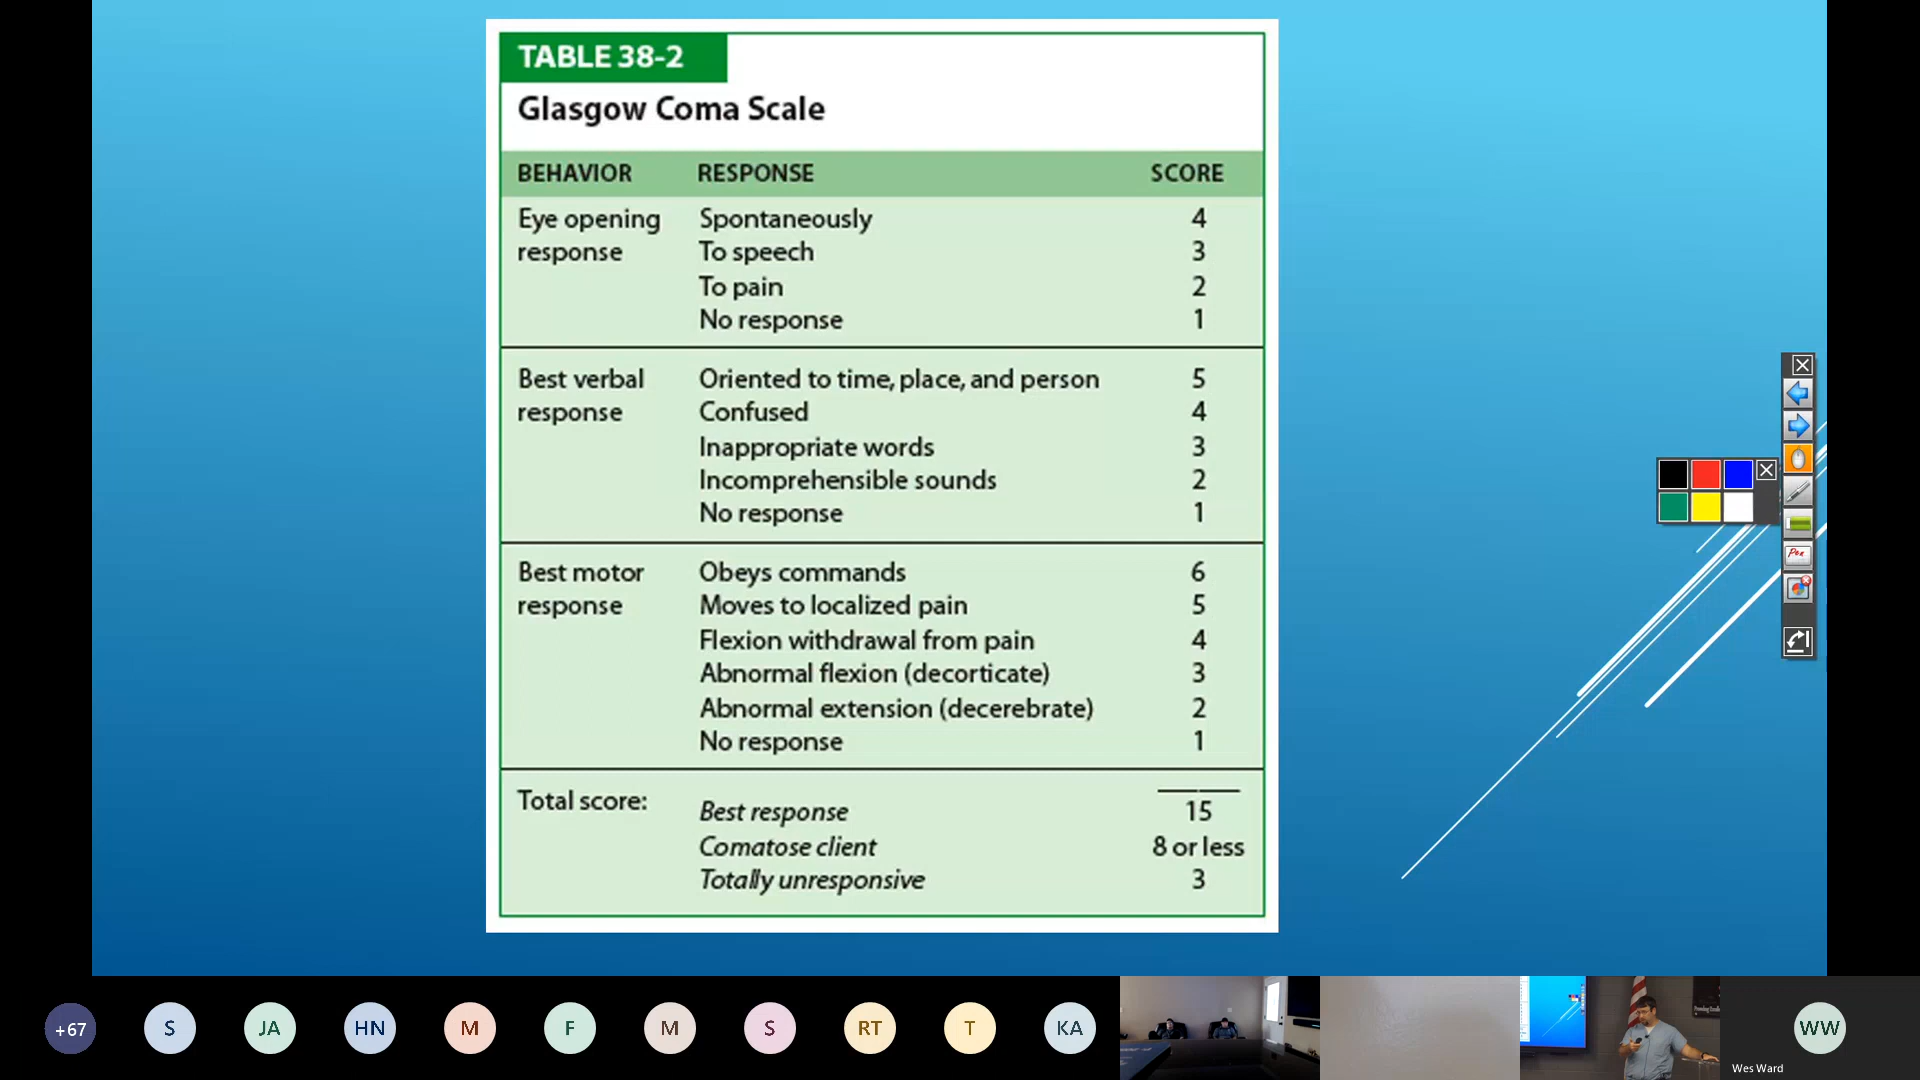 TABLE 38-2
Glasgow Coma Scale
BEHAVIOR RESPONSE SCORE
Eye opening Spontaneously 4
response To speech 3
To pain 2
No response 1
Best verbal Oriented to time, place, and person 5
response Confused 4
Inappropriate words 3
Incomprehensible sounds 2
No response 1
Best motor Obeys commands 6
response Moves to localized pain 5
Flexion withdrawal from pain 4
Abnormal flexion (decorticate) 3
Abnormal extension (decerebrate) 2
No response 1
Total score:
Best response 15
Comatose client 8 or less
Totally unresponsive 3
Pen
+67 S JA HN M F M S RT T KA WW
Wes Ward